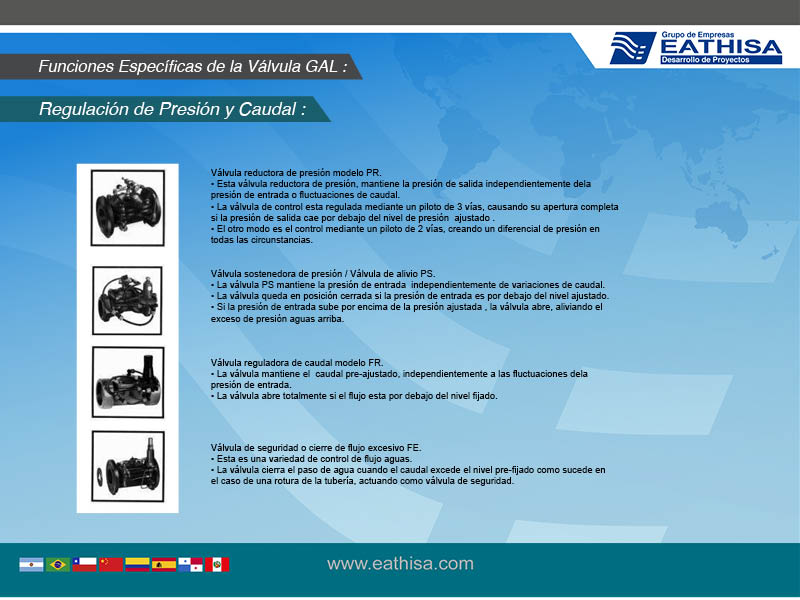 Grupo de Empresas
EATHISA
Desarrollo de Proyectos
Funciones Específicas de la Válvula GAL :
Regulación de Presión y Caudal :
Válvula reductora de presión modelo PR.
• Esta válvula reductora de presión, mantiene la presión de salida independientemente dela
presión de entrada o fluctuaciones de caudal.
• La válvula de control esta regulada mediante un piloto de 3 vías, causando su apertura completa
si la presión de salida cae por debajo del nivel de presión ajustado .
• El otro modo es el control mediante un piloto de 2 vías, creando un diferencial de presión en
todas las circunstancias.
Válvula sostenedora de presión / Válvula de alivio PS.
• La válvula PS mantiene la presión de entrada independientemente de variaciones de caudal.
• La válvula queda en posición cerrada si la presión de entrada es por debajo del nivel ajustado.
• Si la presión de entrada sube por encima de la presión ajustada , la válvula abre, aliviando el
exceso de presión aguas arriba.
Válvula reguladora de caudal modelo FR.
• La válvula mantiene el caudal pre-ajustado, independientemente a las fluctuaciones dela
presión de entrada.
• La válvula abre totalmente si el flujo esta por debajo del nivel fijado.
Válvula de seguridad o cierre de flujo excesivo FE.
• Esta es una variedad de control de flujo aguas.
• La válvula cierra el paso de agua cuando el caudal excede el nivel pre-fijado como sucede en
el caso de una rotura de la tubería, actuando como válvula de seguridad.
www.eathisa.com